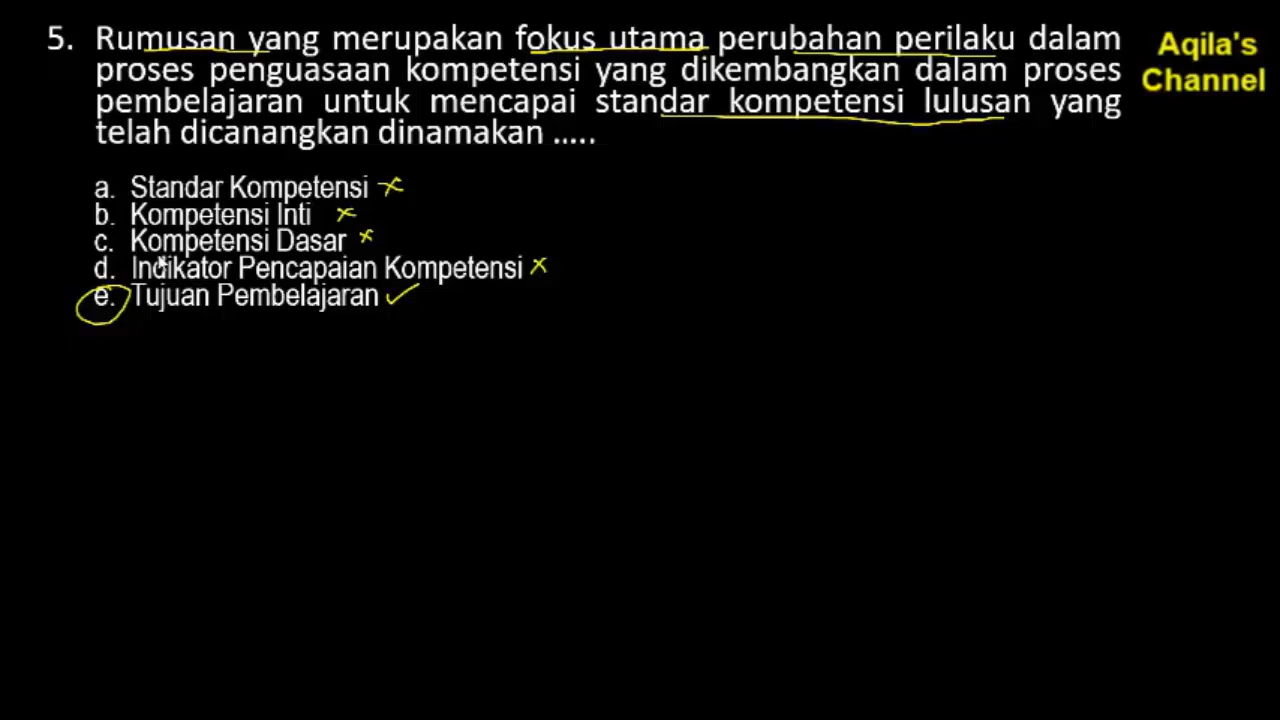 5. Rumusan yang merupakan fokus utama perubahan perilaku dalam
proses penguasaan kompetensi yang dikembangkan dalam proses
pembelajaran untuk mencapai standar kompetensi lulusan yang
telah dicanangkan dinamakan .....
Aqila's
Channel
a. Standar Kompetensi
b. Kompetensi Inti
c. Kompetensi Dasar
d. Indikator Pencapaian Kompetensi
e. Tujuan Pembelajaran